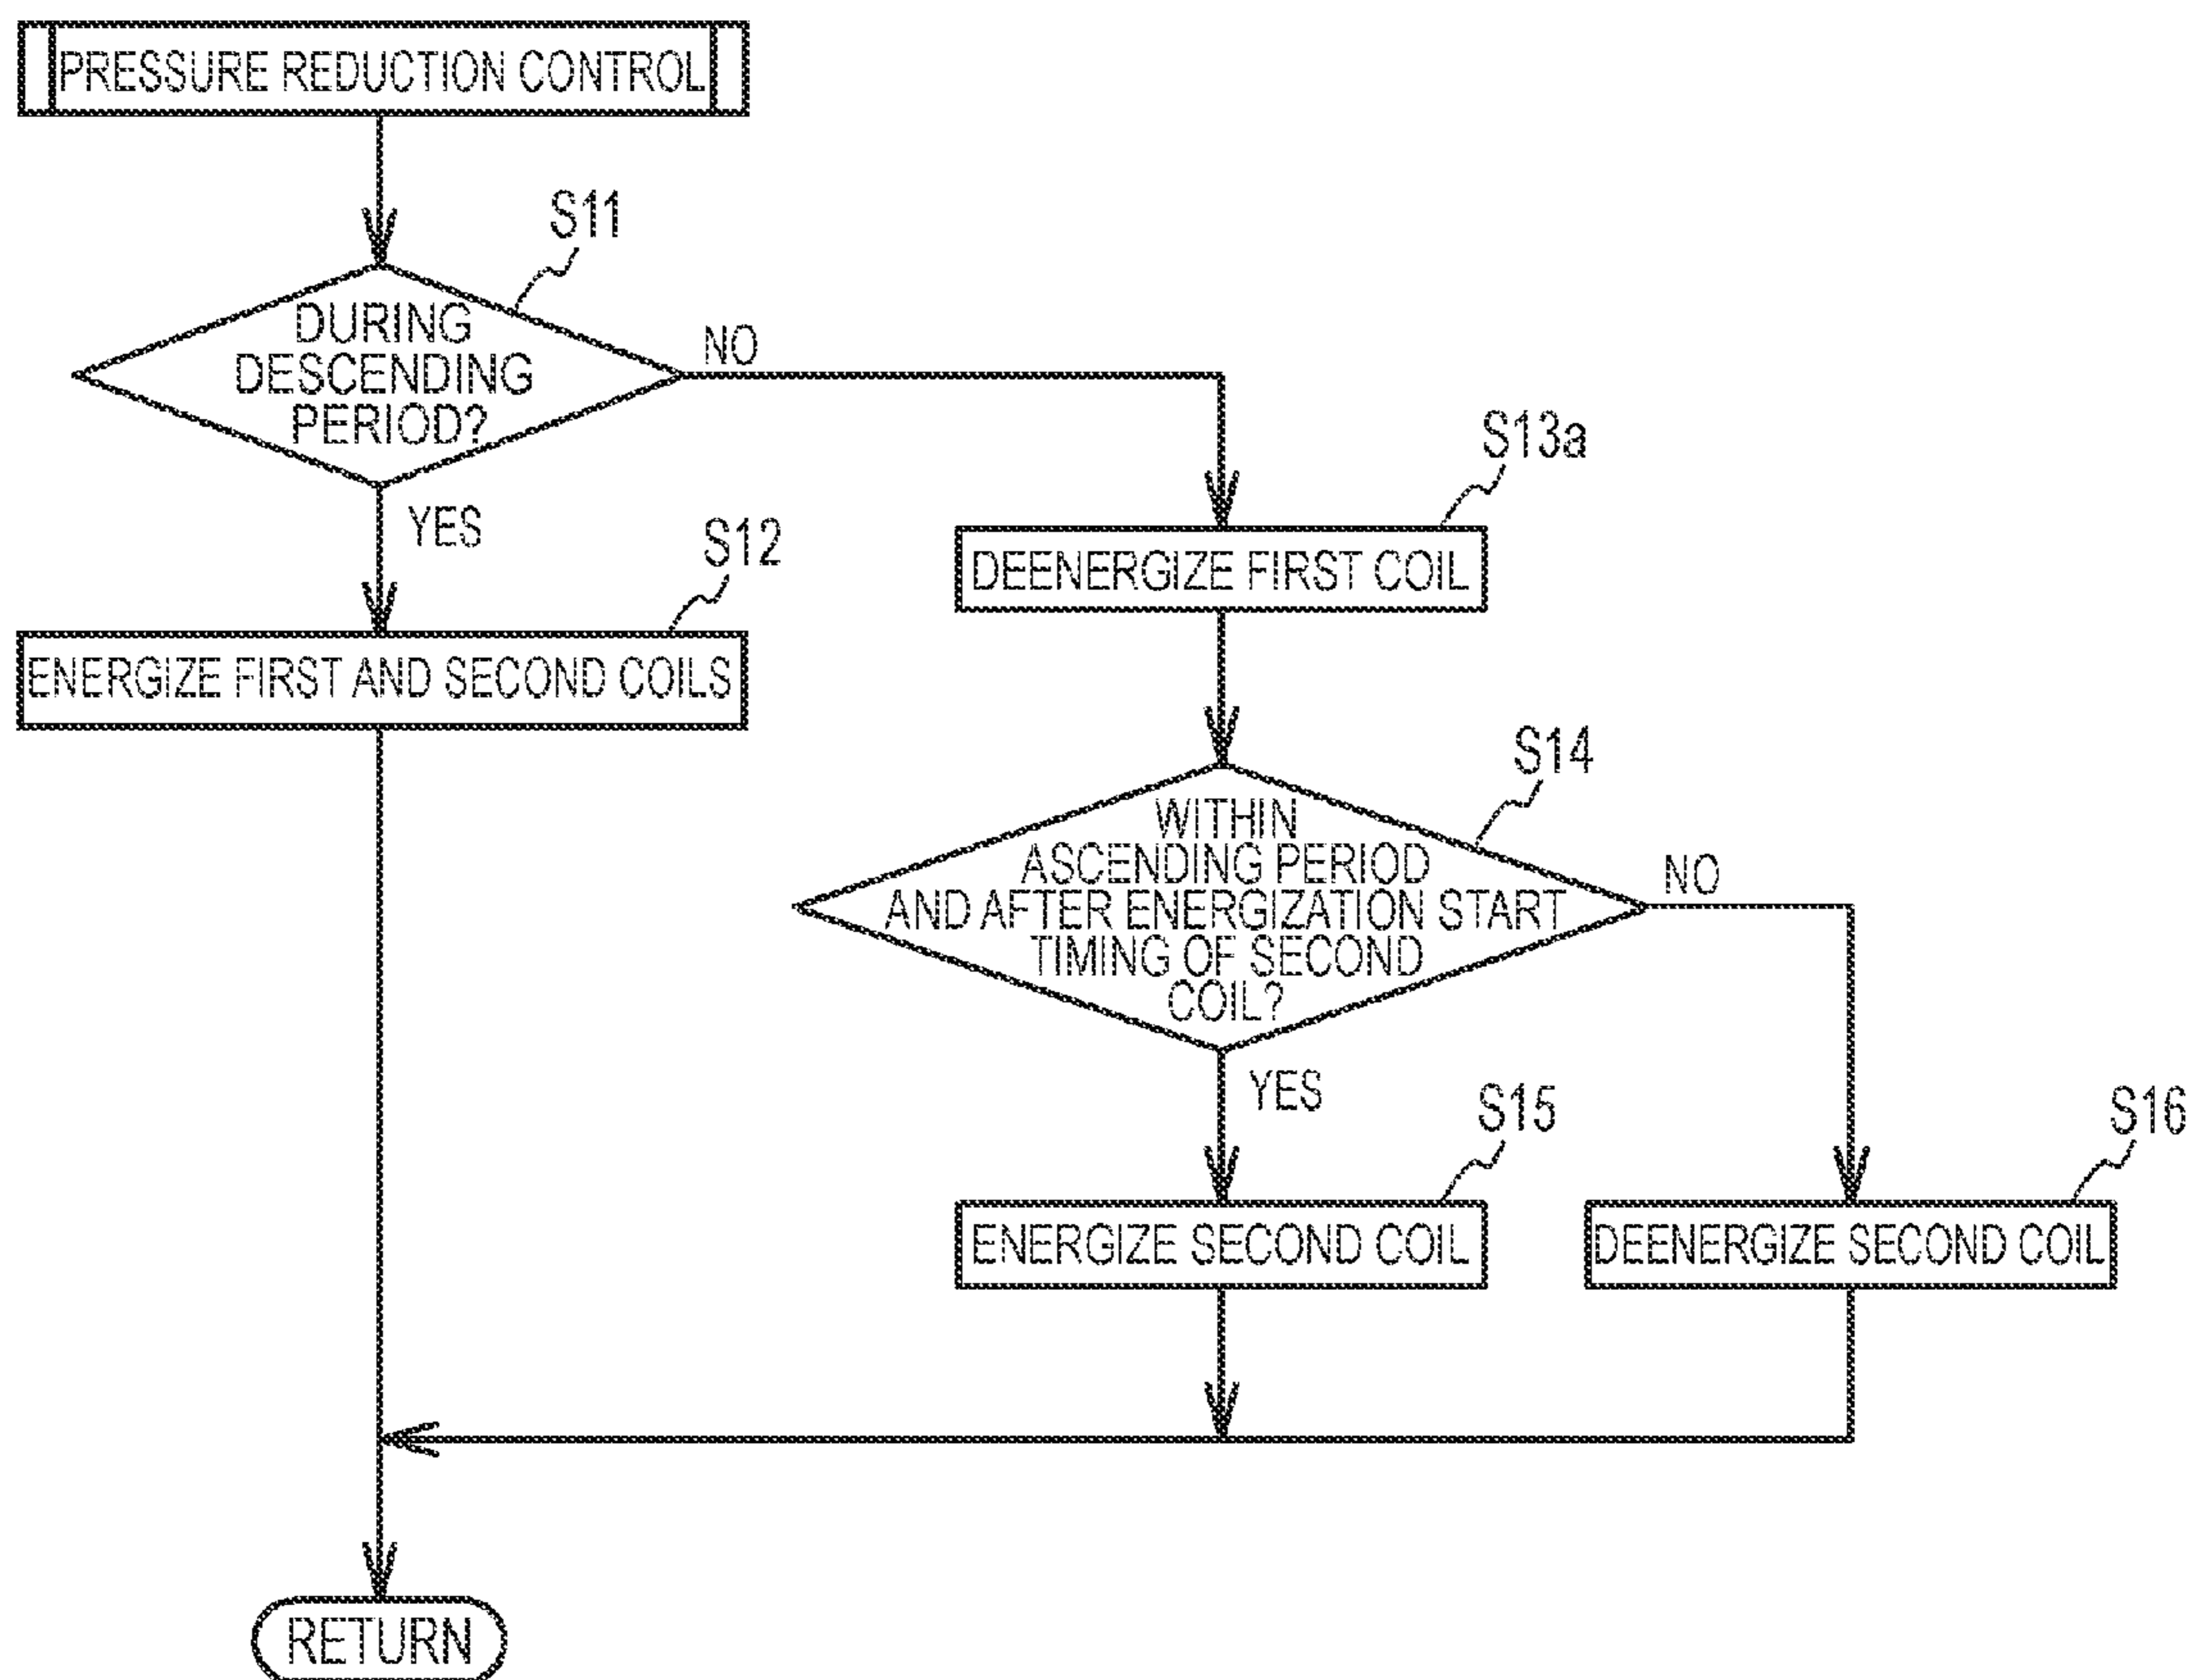 PRESSURE REDUCTION CONTROL
S11
DURING
DESCENDING
PERIOD?
NO
YES
S12
ENERGIZE FIRST AND SECOND COILS
S13a
DEENERGIZE FIRST COIL
S14
WITHIN
ASCENDING PERIOD
AND AFTER ENERGIZATION START
TIMING OF SECOND
COIL?
NO
YES
S15
ENERGIZE SECOND COIL
S16
DEENERGIZE SECOND COIL
RETURN